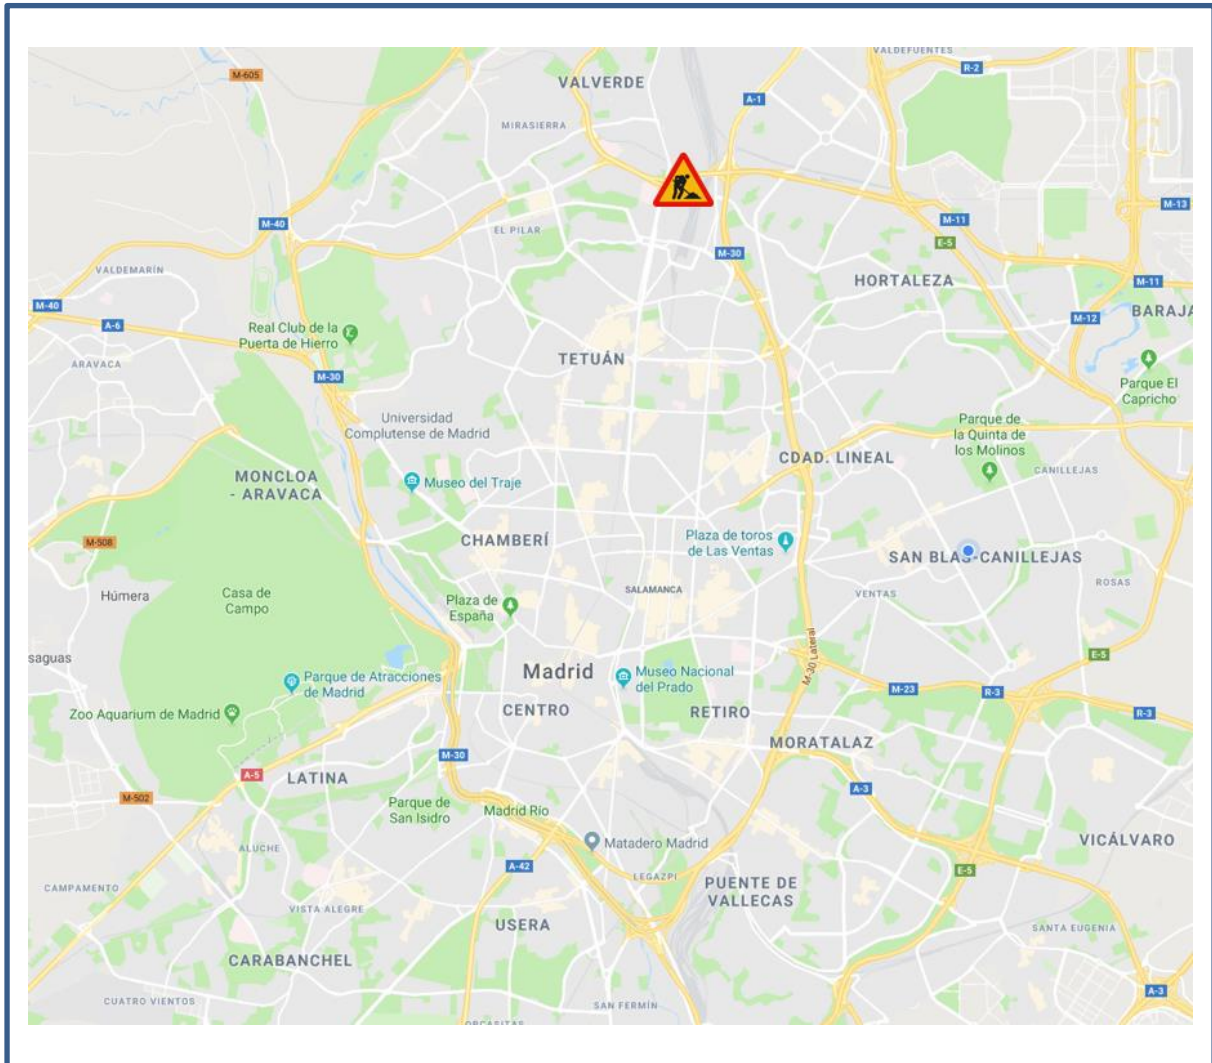 VALDEFUENTES
R-2
M-605
VALVERDE
A-1
MIRASIERRA
M-13
M-40
M-11
EL PILAR
E-5
M-30
VALDEMARÍN
HORTALEZA
M-11
M-40
BARAJA
M-12
A-6
Real Club de la
Puerta de Hierro
TETUÁN
ARAVACA
M-30
Parque El
Capricho
Universidad
Complutense de Madrid
Parque de
la Quinta de
los Molinos
CDAD. LINEAL
CANILLEJAS
MONCLOA
- ARAVACA
Museo del Traje
M-508
CHAMBERÍ
Plaza de toros
de Las Ventas
SAN BLAS-CANILLEJAS
ROSAS
Húmera
Casa de
Campo
SALAMANCA
VENTAS
Plaza de
España
M-30 Lateral
saguas
E-5
Madrid
Museo Nacional
del Prado
Parque de Atracciones
de Madrid
M-23
R-3
CENTRO
RETIRO
R-3
Zoo Aquarium de Madrid
MORATALAZ
M-30
A-5
LATINA
A-3
M-502
Parque de
San Isidro
Madrid Río
Matadero Madrid
VICÁLVARO
ALUCHE
A-42
LEGAZPI
E-5
PUENTE DE
VALLECAS
CAMPAMENTO
VISTA ALEGRE
USERA
SANTA EUGENIA
CARABANCHEL
A-3
CUATRO VIENTOS
SAN FERMÍN
ORCASITAS